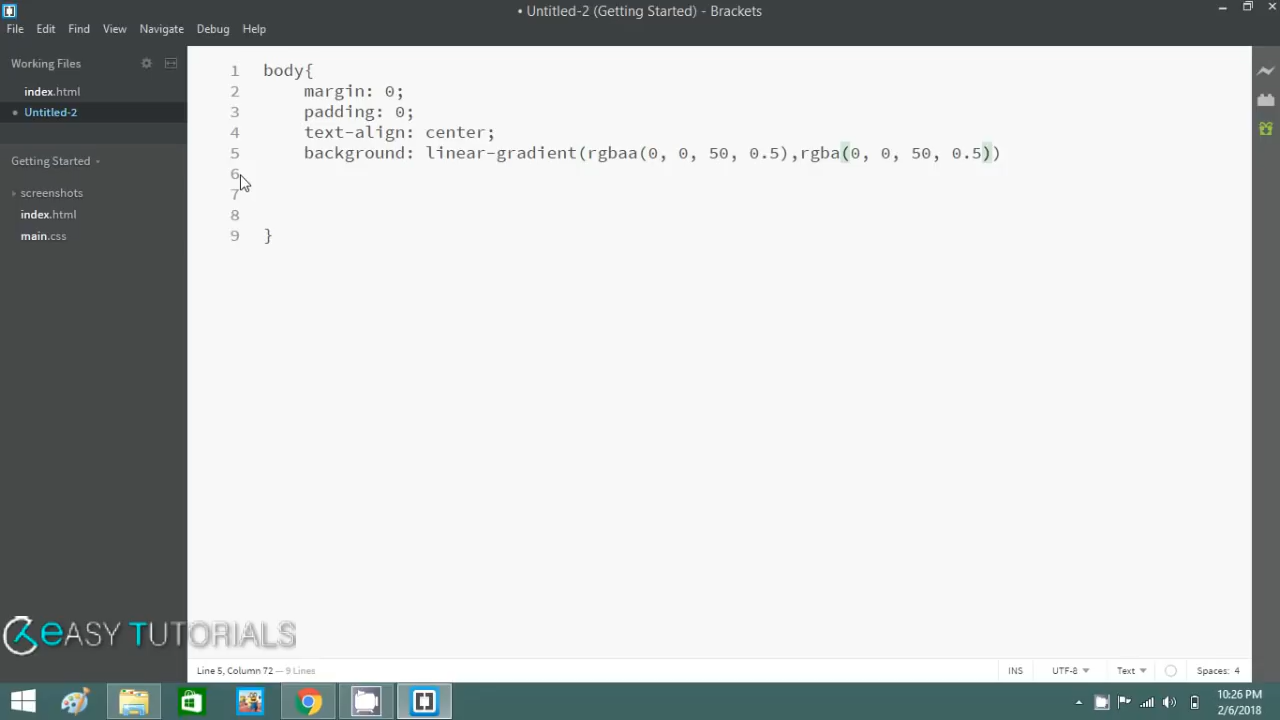 • Untitled-2 (Getting Started) - Brackets
File Edit Find View Navigate Debug Help
Working Files
index.html
Untitled-2
Getting Started
screenshots
index.html
main.css
1 body{
2 margin: 0;
3 padding: 0;
4 text-align: center;
5 background: linear-gradient(rgbaa(0, 0, 50, 0.5),rgba(0, 0, 50, 0.5))
6
7
8
9 }
eASY TUTORIALS
Line 5, Column 72 — 9 Lines
INS UTF-8 Text Spaces: 4
10:26 PM
2/6/2018